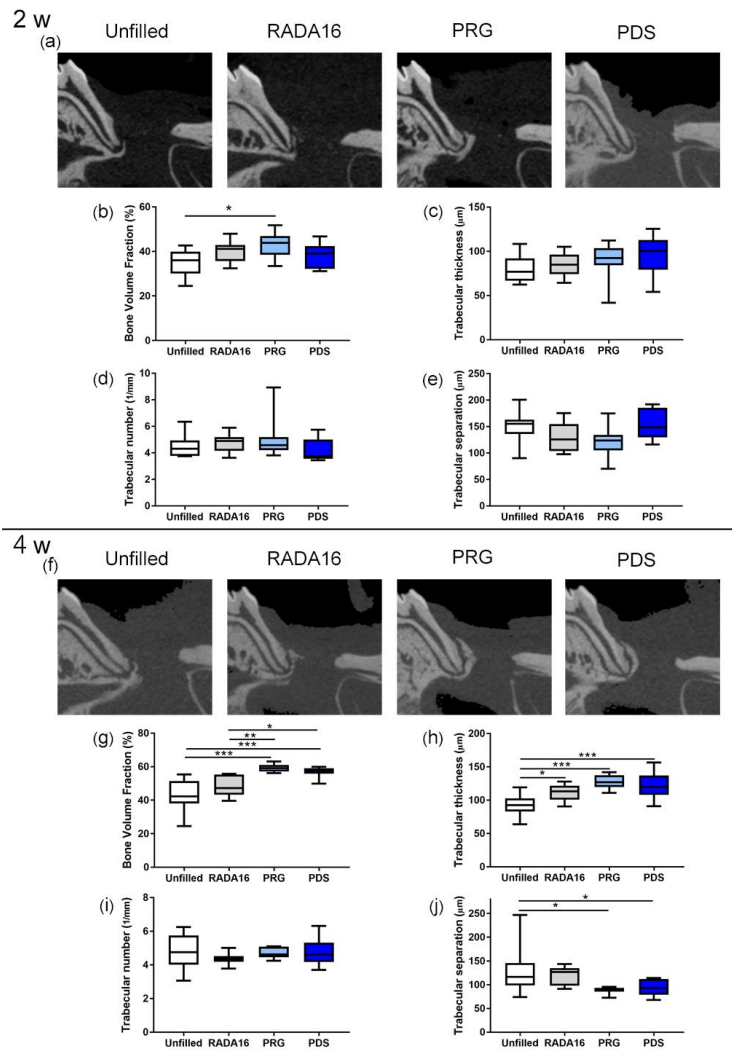 2 w
(a)
Unfilled RADA16 PRG PDS
(b)
Bone Volume Fraction (%)
60
40
20
0
*
Unfilled RADA16 PRG PDS
(c)
Trabecular thickness (µm)
150
100
50
0
Unfilled RADA16 PRG PDS
(d)
Trabecular number (1/mm)
10
8
6
4
2
0
Unfilled RADA16 PRG PDS
(e)
Trabecular separation (µm)
250
200
150
100
50
0
Unfilled RADA16 PRG PDS
4 w
(f)
Unfilled RADA16 PRG PDS
(g)
Bone Volume Fraction (%)
80
60
40
20
0
*
**
***
***
Unfilled RADA16 PRG PDS
(h)
Trabecular thickness (µm)
200
150
100
50
0
***
***
*
Unfilled RADA16 PRG PDS
(i)
Trabecular number (1/mm)
8
6
4
2
0
Unfilled RADA16 PRG PDS
(j)
Trabecular separation (µm)
250
200
150
100
50
0
*
*
Unfilled RADA16 PRG PDS